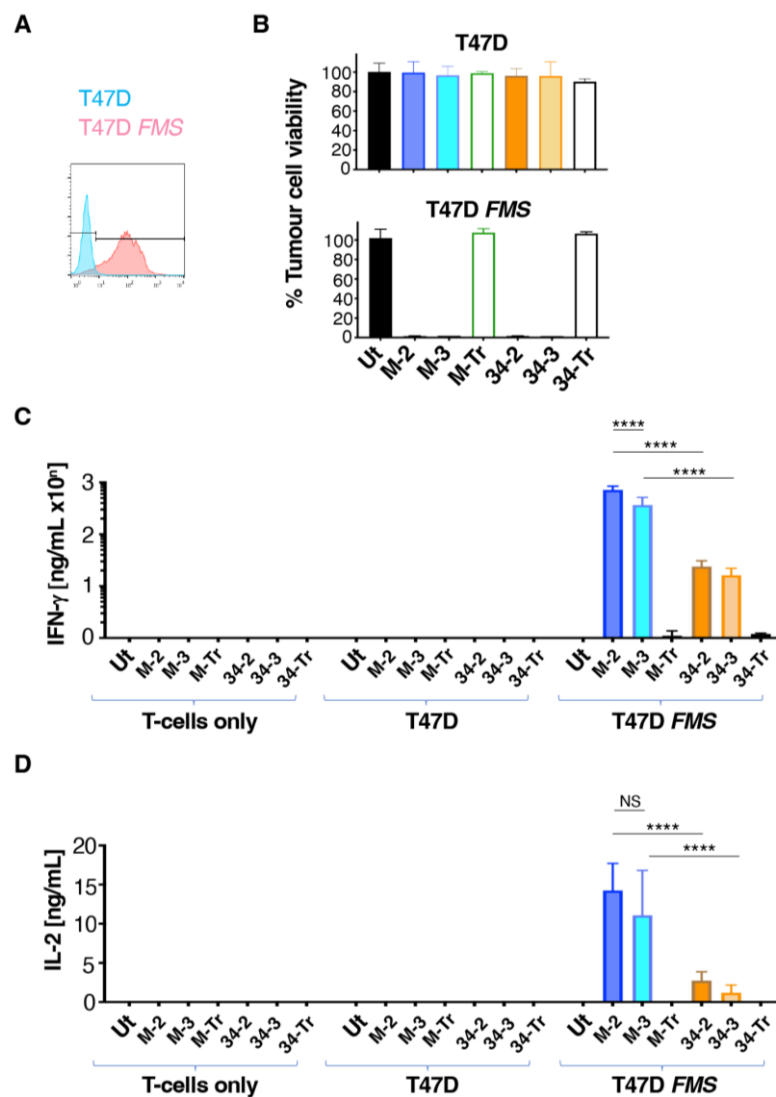 A
T47D
T47D FMS
10⁰ 10¹ 10² 10³ 10⁴
B
T47D
% Tumour cell viability
100
80
60
40
20
0
T47D FMS
100
80
60
40
20
0
Ut M-2 M-3 M-Tr 34-2 34-3 34-Tr
C
IFN-γ [ng/mL x10ⁿ]
3
2
1
0
****
****
****
Ut M-2 M-3 M-Tr 34-2 34-3 34-Tr Ut M-2 M-3 M-Tr 34-2 34-3 34-Tr Ut M-2 M-3 M-Tr 34-2 34-3 34-Tr
T-cells only T47D T47D FMS
D
IL-2 [ng/mL]
20
15
10
5
0
NS
****
****
Ut M-2 M-3 M-Tr 34-2 34-3 34-Tr Ut M-2 M-3 M-Tr 34-2 34-3 34-Tr Ut M-2 M-3 M-Tr 34-2 34-3 34-Tr
T-cells only T47D T47D FMS